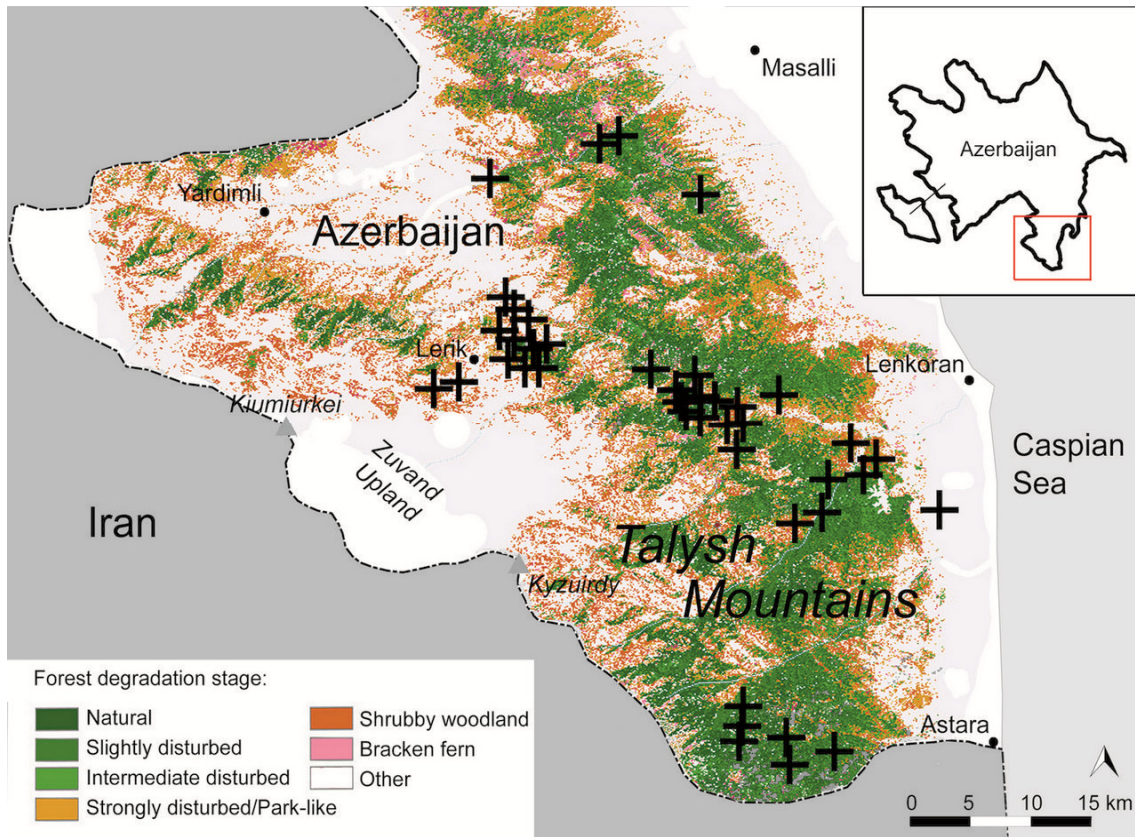 Masalli
Azerbaijan
Yardimli
Azerbaijan
Lerik
Lenkoran
Kiumiurkei
Caspian
Sea
Zuvand
Upland
Iran
Talysh
Mountains
Kyzuirdy
Forest degradation stage:
Natural
Slightly disturbed
Intermediate disturbed
Strongly disturbed/Park-like
Shrubby woodland
Bracken fern
Other
Astara
0 5 10 15 km